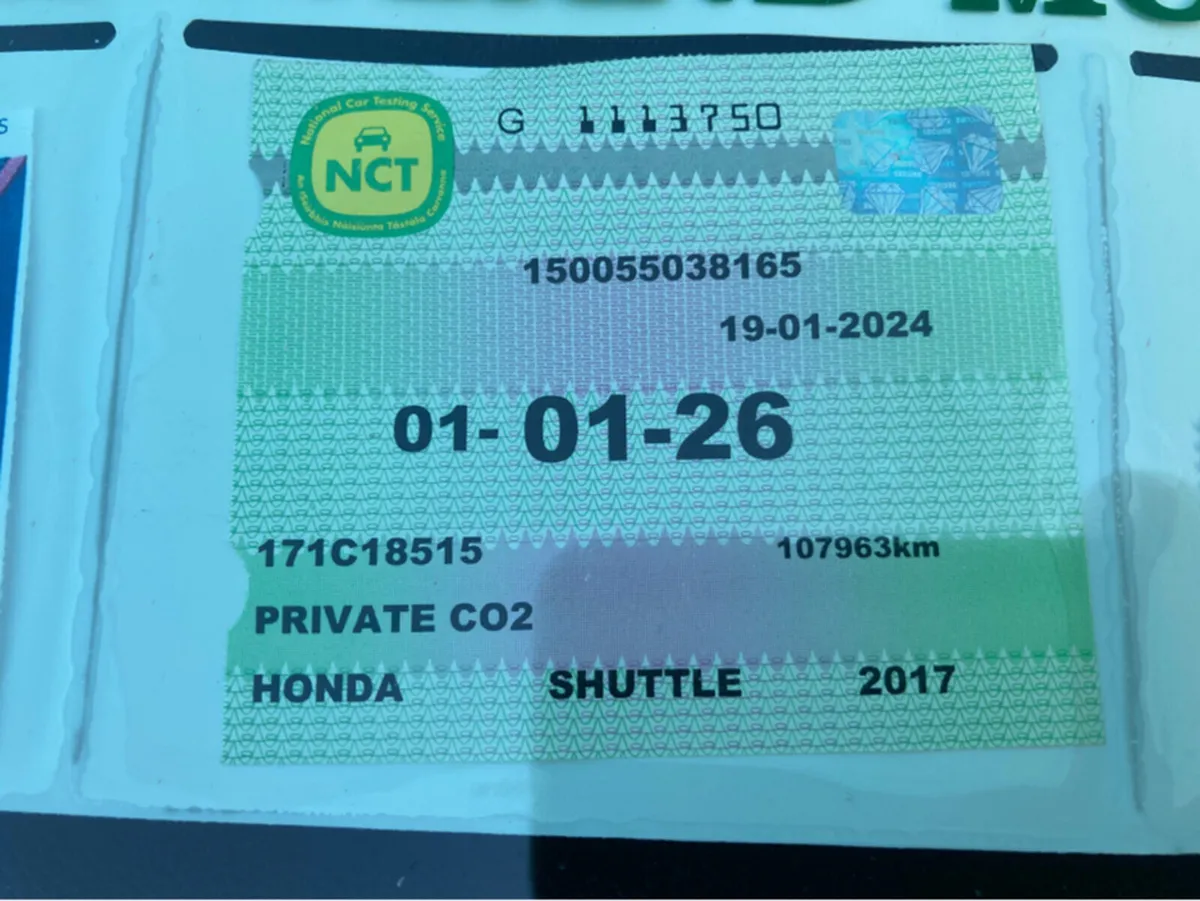 G 1113750
National Car Testing Service
NCT
An tSeirbhís Náisiúnta Tástála Carranna
150055038165
19-01-2024
01-01-26
171C18515 107963km
PRIVATE CO2
HONDA SHUTTLE 2017